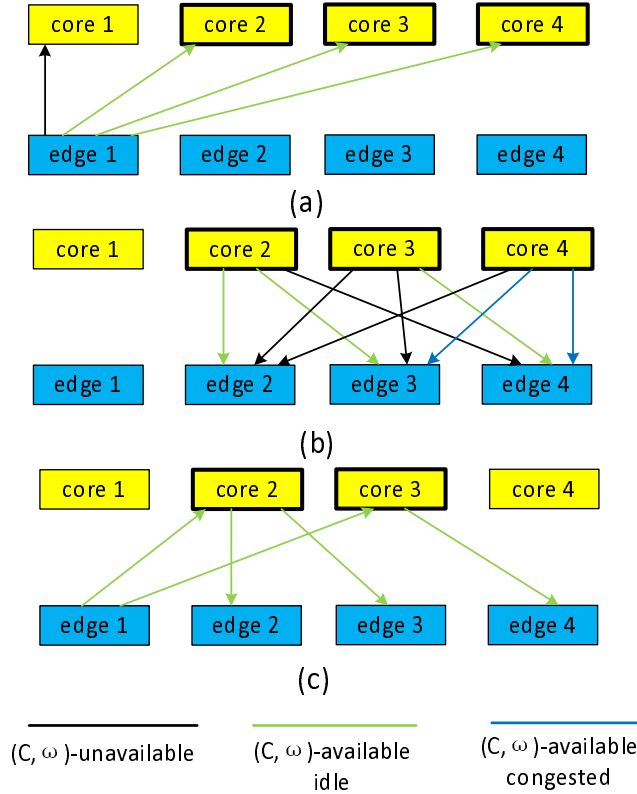 core 1 core 2 core 3 core 4
edge 1 edge 2 edge 3 edge 4
(a)
core 1 core 2 core 3 core 4
edge 1 edge 2 edge 3 edge 4
(b)
core 1 core 2 core 3 core 4
edge 1 edge 2 edge 3 edge 4
(c)
(C, ω)-unavailable
(C, ω)-available
idle
(C, ω)-available
congested